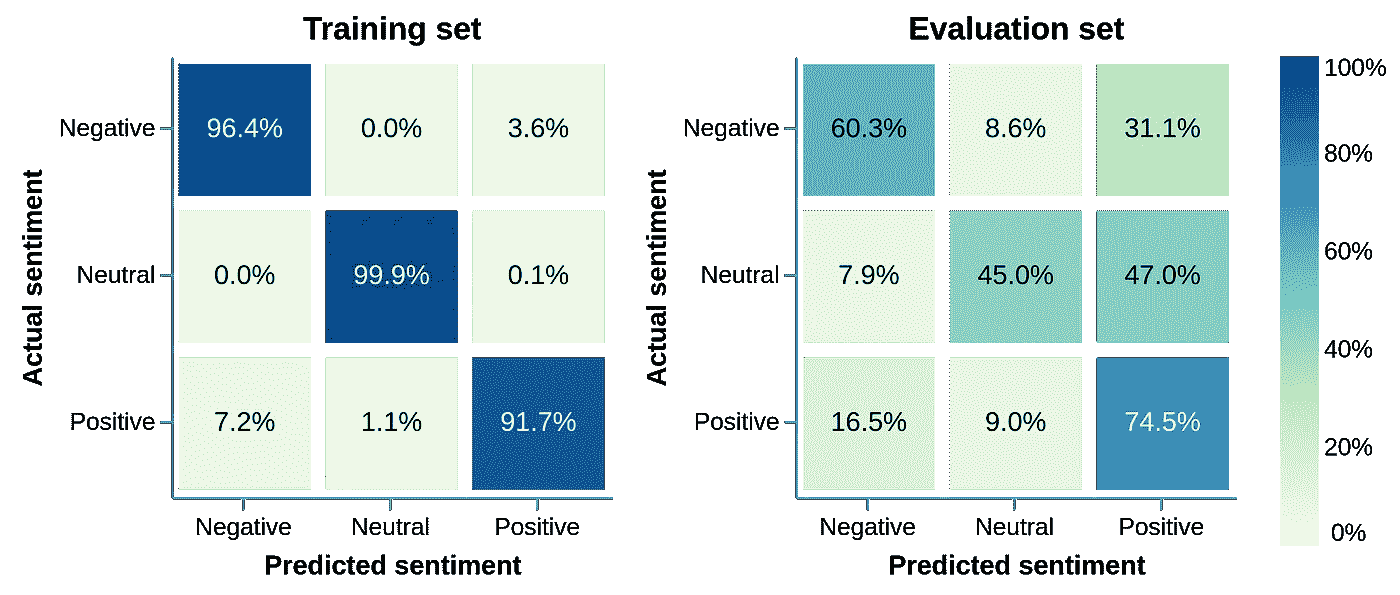 Training set
Evaluation set
Actual sentiment
Negative
96.4%
0.0%
3.6%
Neutral
0.0%
99.9%
0.1%
Positive
7.2%
1.1%
91.7%
Negative
Neutral
Positive
Predicted sentiment
Actual sentiment
Negative
60.3%
8.6%
31.1%
Neutral
7.9%
45.0%
47.0%
Positive
16.5%
9.0%
74.5%
Negative
Neutral
Positive
Predicted sentiment
100%
80%
60%
40%
20%
0%